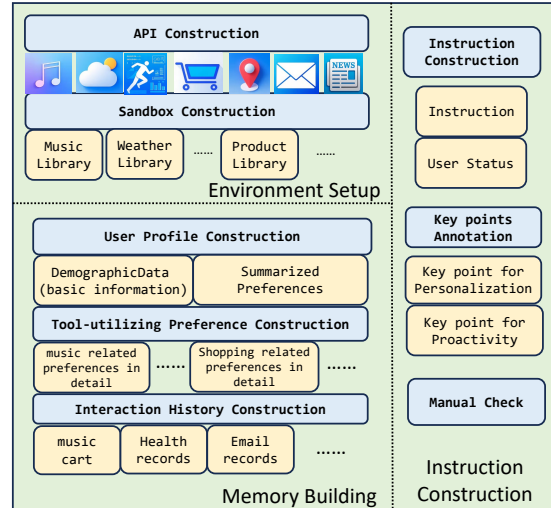 API Construction
NEWS
Sandbox Construction
Music
Library
Weather
Library
......
Product
Library
......
Environment Setup
User Profile Construction
DemographicData
(basic information)
Summarized
Preferences
Tool-utilizing Preference Construction
music related
preferences in
detail
......
Shopping related
preferences in
detail
......
Interaction History Construction
music
cart
Health
records
Email
records
......
Memory Building
Instruction
Construction
Instruction
User Status
Key points
Annotation
Key point for
Personalization
Key point for
Proactivity
Manual Check
Instruction
Construction